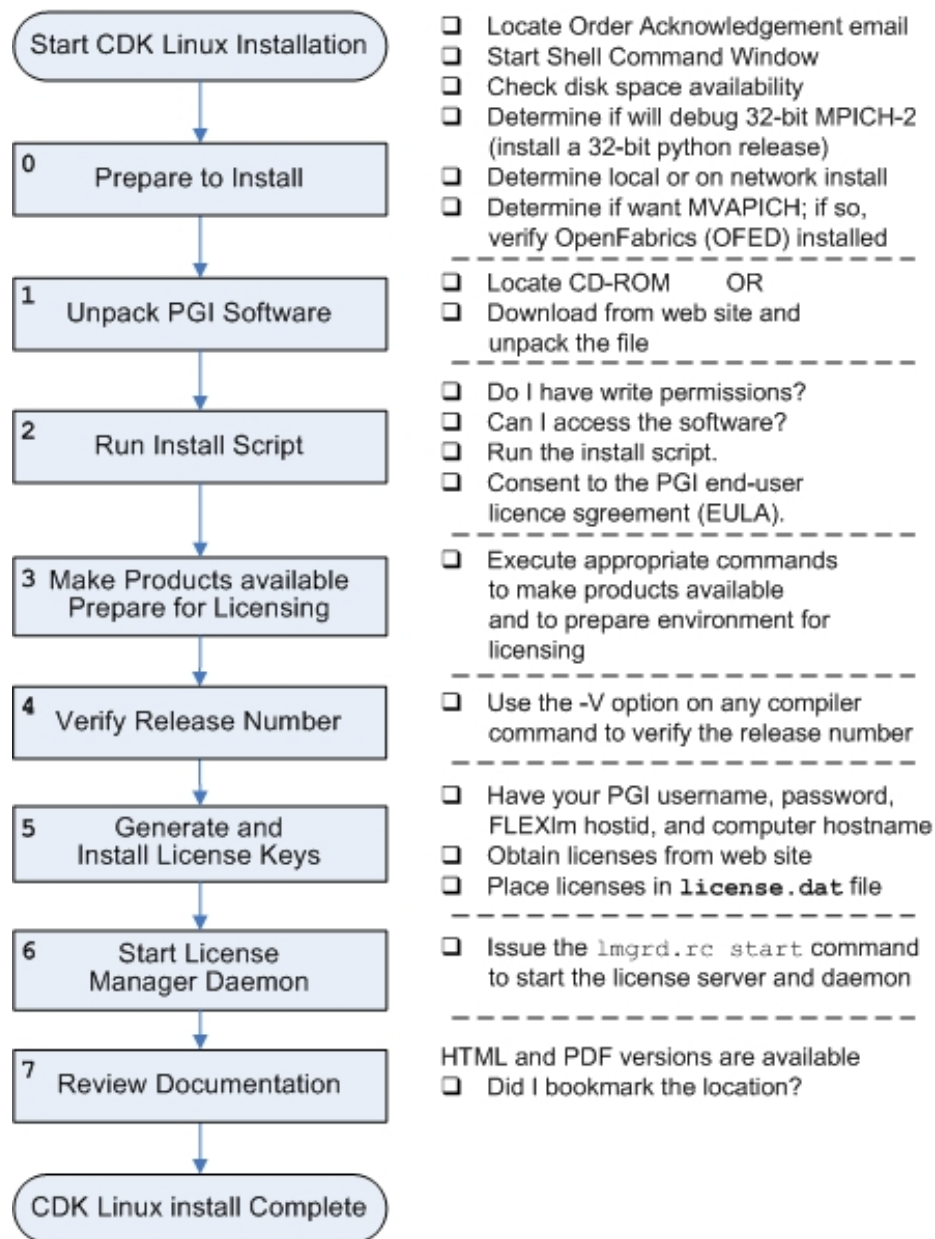 Start CDK Linux Installation
❑ Locate Order Acknowledgement email
❑ Start Shell Command Window
❑ Check disk space availability
❑ Determine if will debug 32-bit MPICH-2
(install a 32-bit python release)
❑ Determine local or on network install
❑ Determine if want MVAPICH; if so,
verify OpenFabrics (OFED) installed
0
Prepare to Install
1
Unpack PGI Software
❑ Locate CD-ROM OR
❑ Download from web site and
unpack the file
2
Run Install Script
❑ Do I have write permissions?
❑ Can I access the software?
❑ Run the install script.
❑ Consent to the PGI end-user
licence sgreement (EULA).
3 Make Products available
Prepare for Licensing
❑ Execute appropriate commands
to make products available
and to prepare environment for
licensing
4
Verify Release Number
❑ Use the -V option on any compiler
command to verify the release number
5 Generate and
Install License Keys
❑ Have your PGI username, password,
FLEXlm hostid, and computer hostname
❑ Obtain licenses from web site
❑ Place licenses in license.dat file
6 Start License
Manager Daemon
❑ Issue the lmgrd.rc start command
to start the license server and daemon
7
Review Documentation
HTML and PDF versions are available
❑ Did I bookmark the location?
CDK Linux install Complete